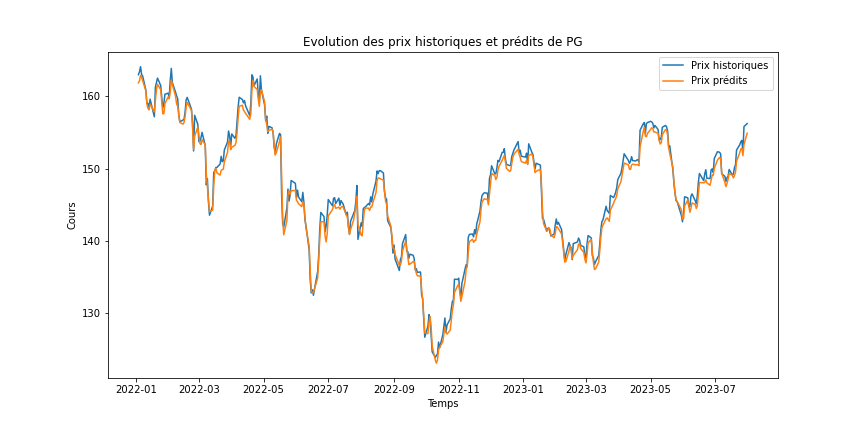 Evolution des prix historiques et prédits de PG
Prix historiques
Prix prédits
Cours
160
150
140
130
2022-01 2022-03 2022-05 2022-07 2022-09 2022-11 2023-01 2023-03 2023-05 2023-07
Temps